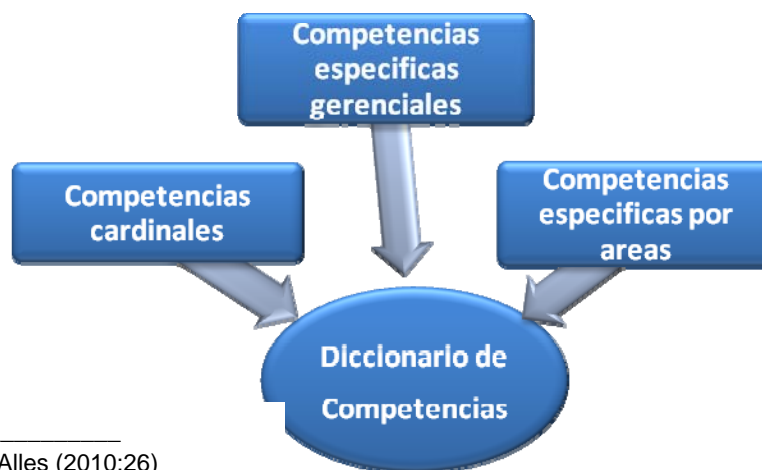 Competencias
especificas
gerenciales
Competencias
cardinales
Competencias
especificas por
areas
Diccionario de
Competencias
Alles (2010:26)